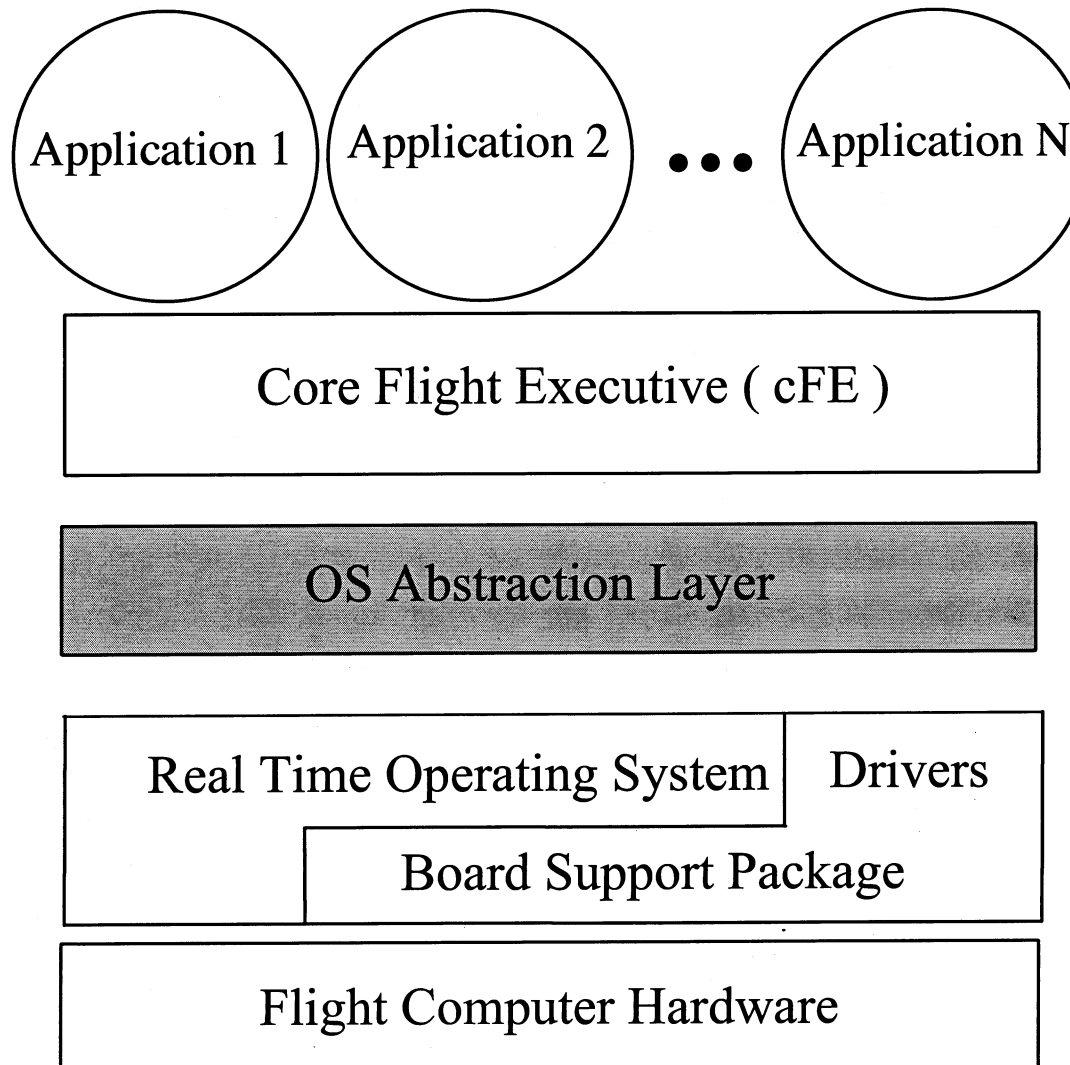 Application 1
Application 2
Application N
Core Flight Executive ( cFE )
OS Abstraction Layer
Real Time Operating System
Drivers
Board Support Package
Flight Computer Hardware